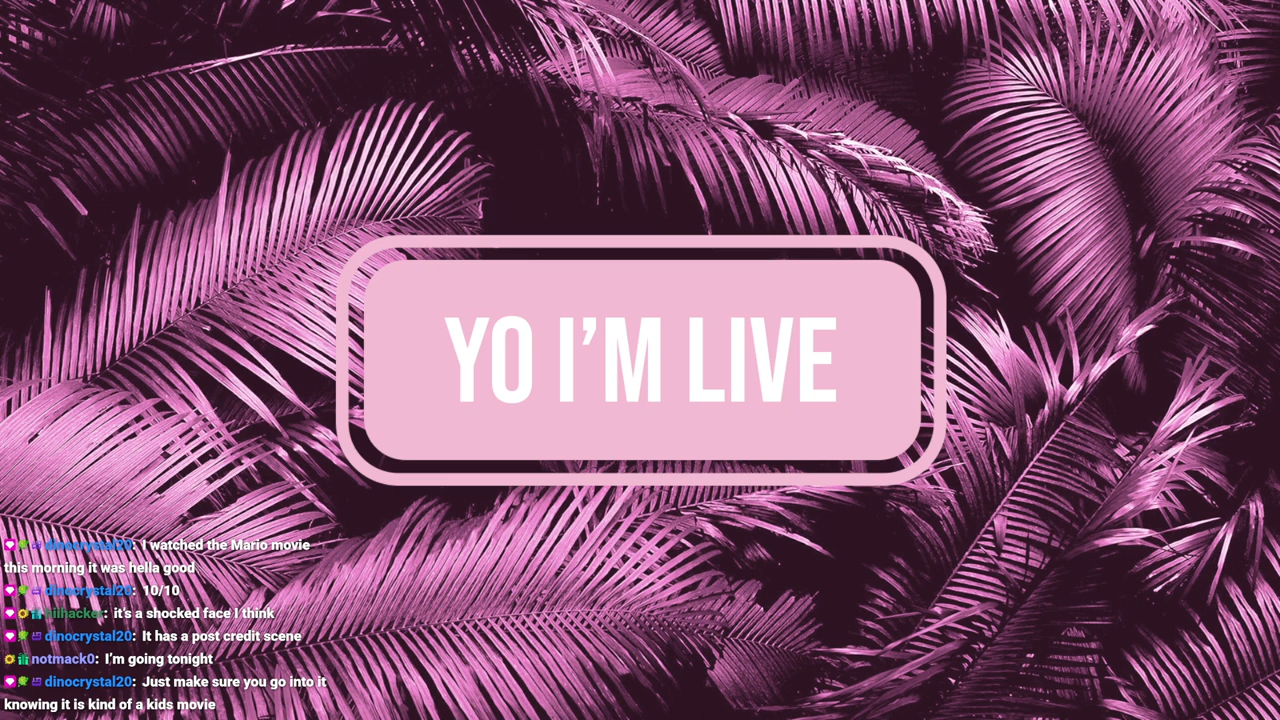 YO I’M LIVE
dinocrystal20: I watched the Mario movie
this morning it was hella good
dinocrystal20: 10/10
hiihacker: it's a shocked face I think
dinocrystal20: It has a post credit scene
notmack0: I'm going tonight
dinocrystal20: Just make sure you go into it
knowing it is kind of a kids movie